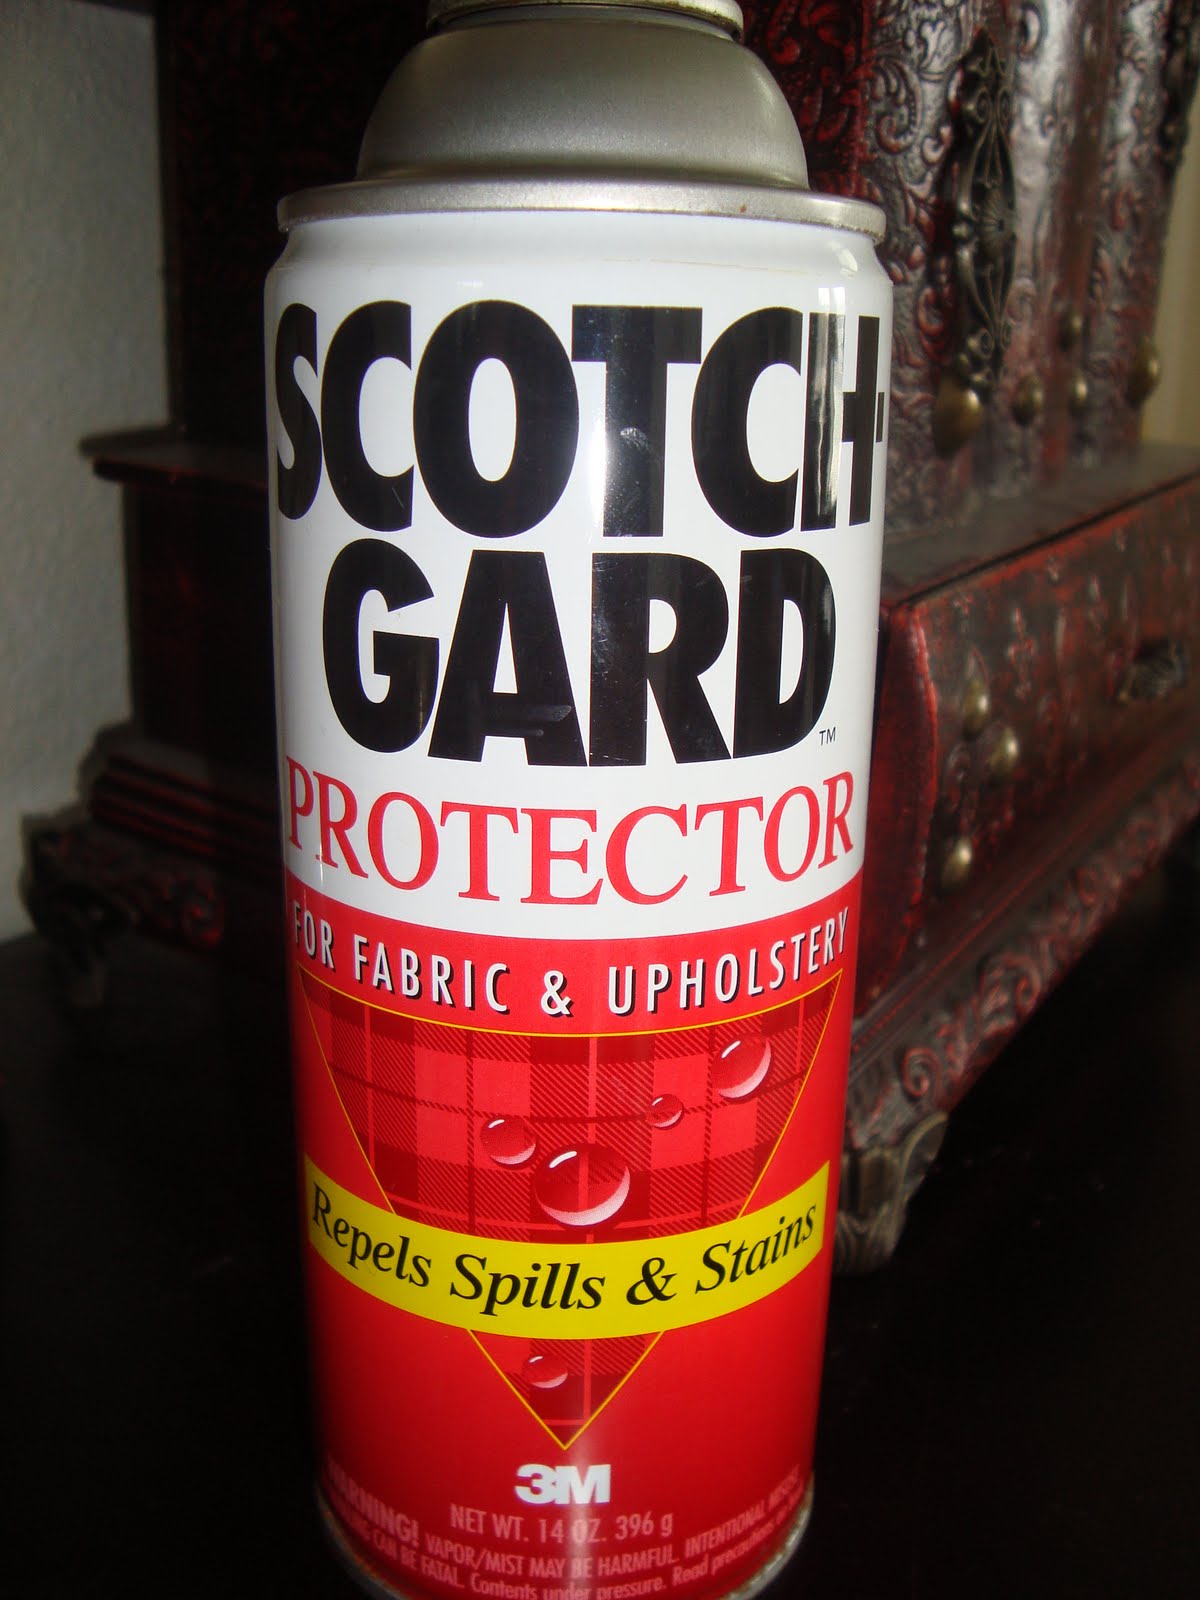 SCOTCH-
GARD™
PROTECTOR
FOR FABRIC & UPHOLSTERY
Repels Spills & Stains
3M
NET WT. 14 OZ. 396 g
WARNING! VAPOR/MIST MAY BE HARMFUL. INTENTIONAL MISUSE
CAN BE FATAL. Contents under pressure. Read precautions